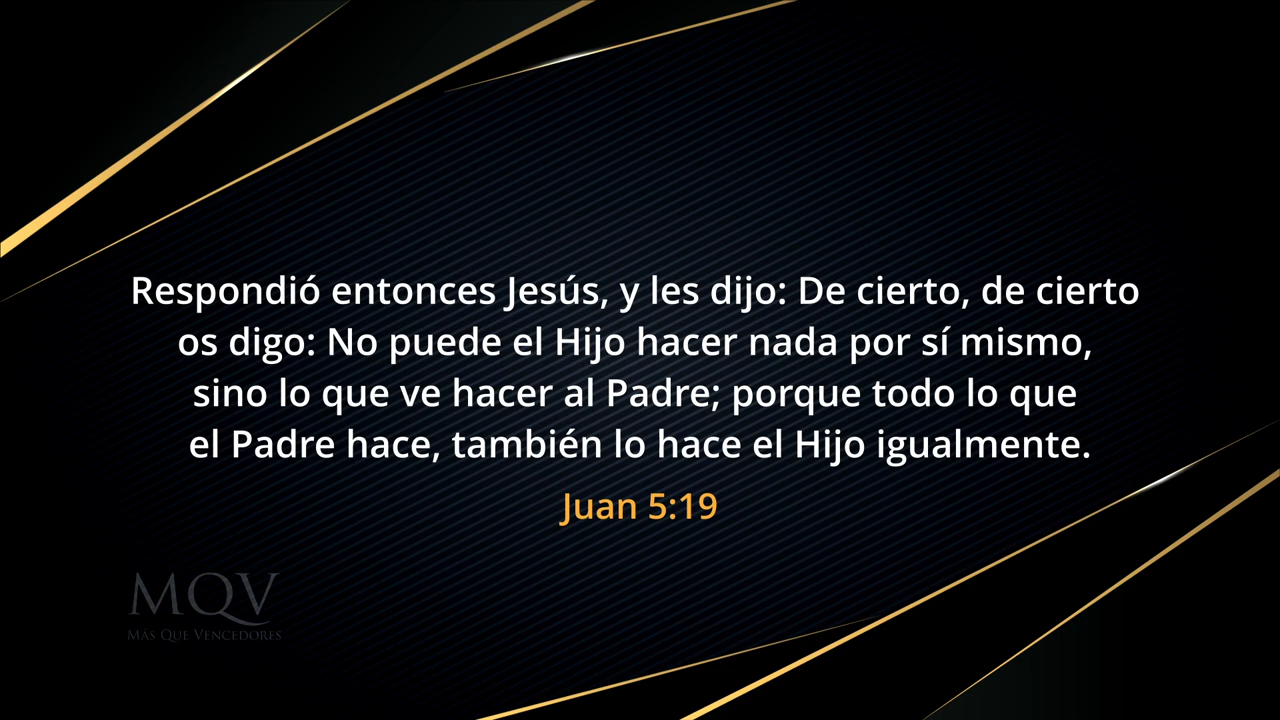 Respondió entonces Jesús, y les dijo: De cierto, de cierto
os digo: No puede el Hijo hacer nada por sí mismo,
sino lo que ve hacer al Padre; porque todo lo que
el Padre hace, también lo hace el Hijo igualmente.
Juan 5:19
MQV
Más Que Vencedores